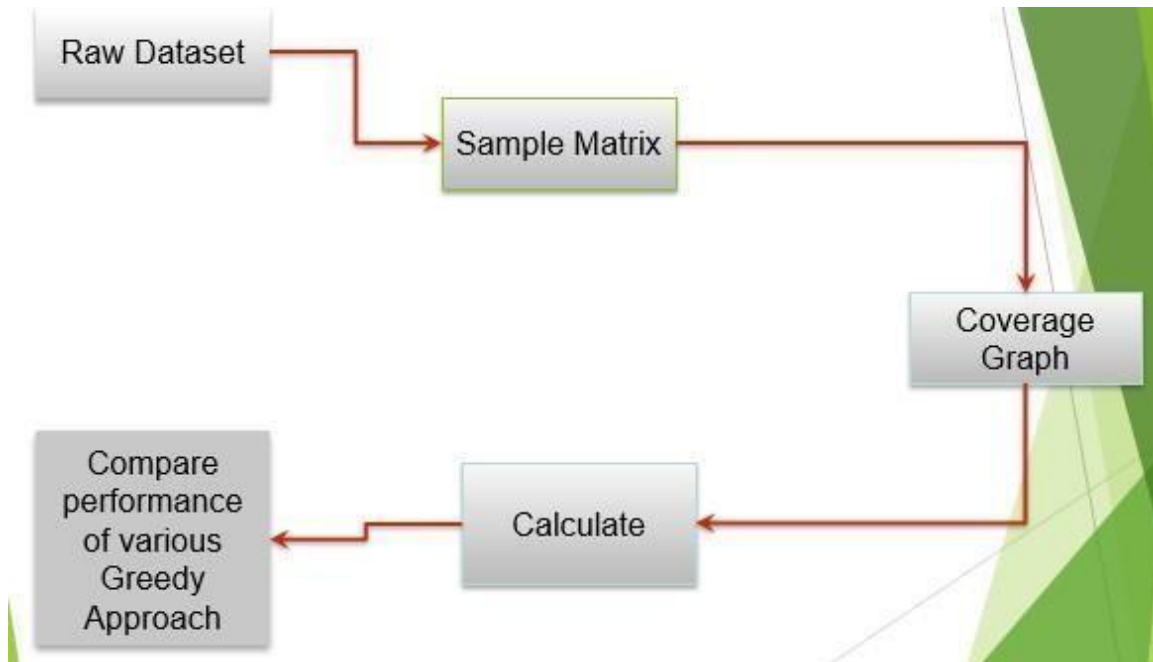 Raw Dataset
Sample Matrix
Coverage
Graph
Calculate
Compare
performance
of various
Greedy
Approach